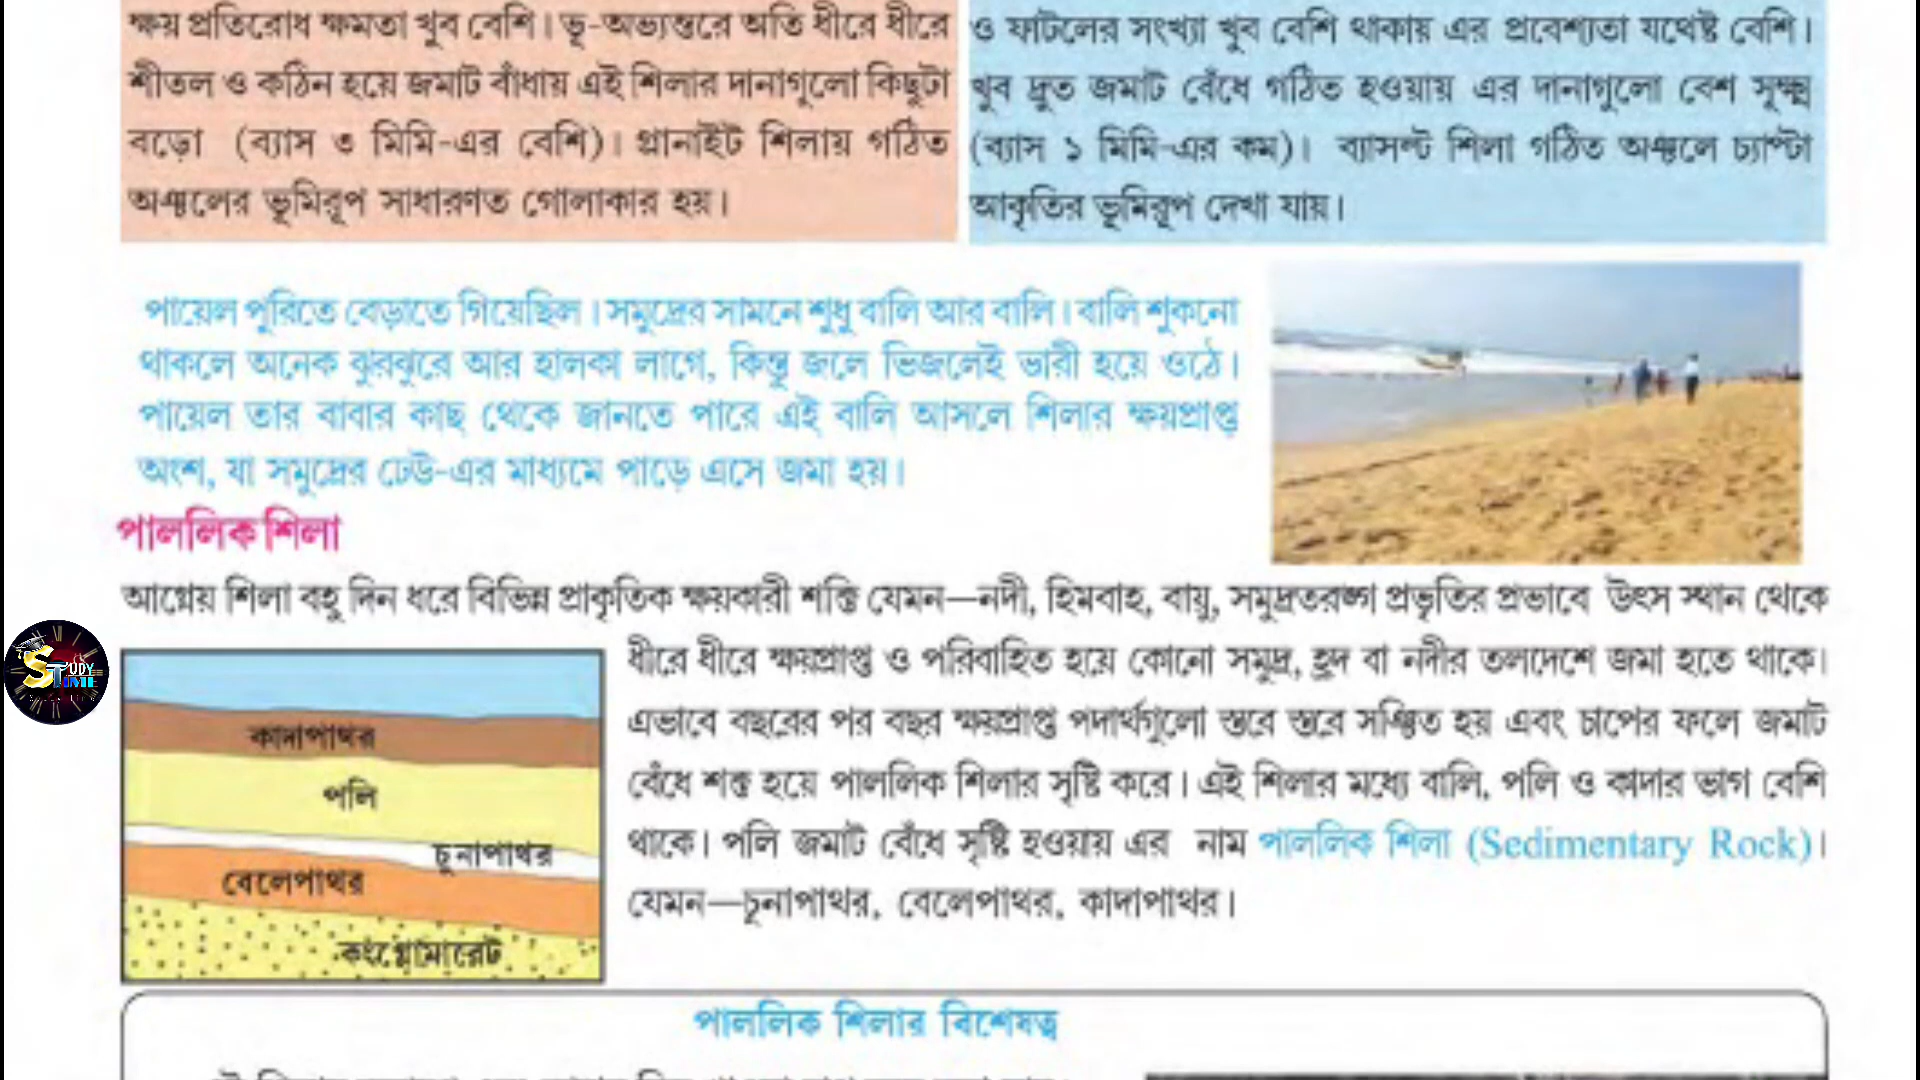 ক্ষয় প্রতিরোধ ক্ষমতা খুব বেশি। ভূ-অভ্যন্তরে অতি ধীরে ধীরে
শীতল ও কঠিন হয়ে জমাট বাঁধায় এই শিলার দানাগুলো কিছুটা
বড়ো (ব্যাস ৩ মিমি-এর বেশি)। গ্রানাইট শিলায় গঠিত
অঞ্চলের ভূমিরূপ সাধারণত গোলাকার হয়।
ও ফাটলের সংখ্যা খুব বেশি থাকায় এর প্রবেশ্যতা যথেষ্ট বেশি।
খুব দ্রুত জমাট বেঁধে গঠিত হওয়ায় এর দানাগুলো বেশ সূক্ষ্ম
(ব্যাস ১ মিমি-এর কম)। ব্যাসল্ট শিলা গঠিত অঞ্চলে চ্যাপ্টা
আকৃতির ভূমিরূপ দেখা যায়।
পায়েল পুরিতে বেড়াতে গিয়েছিল। সমুদ্রের সামনে শুধু বালি আর বালি। বালি শুকনো
থাকলে অনেক ঝুরঝুরে আর হালকা লাগে, কিন্তু জলে ভিজলেই ভারী হয়ে ওঠে।
পায়েল তার বাবার কাছ থেকে জানতে পারে এই বালি আসলে শিলার ক্ষয়প্রাপ্ত
অংশ, যা সমুদ্রের ঢেউ-এর মাধ্যমে পাড়ে এসে জমা হয়।
পাললিক শিলা
আগ্নেয় শিলা বহু দিন ধরে বিভিন্ন প্রাকৃতিক ক্ষয়কারী শক্তি যেমন—নদী, হিমবাহ, বায়ু, সমুদ্রতরঙ্গ প্রভৃতির প্রভাবে উৎস স্থান থেকে
ধীরে ধীরে ক্ষয়প্রাপ্ত ও পরিবাহিত হয়ে কোনো সমুদ্র, হ্রদ বা নদীর তলদেশে জমা হতে থাকে।
এভাবে বছরের পর বছর ক্ষয়প্রাপ্ত পদার্থগুলো স্তরে স্তরে সঞ্চিত হয় এবং চাপের ফলে জমাট
বেঁধে শক্ত হয়ে পাললিক শিলার সৃষ্টি করে। এই শিলার মধ্যে বালি, পলি ও কাদার ভাগ বেশি
থাকে। পলি জমাট বেঁধে সৃষ্টি হওয়ায় এর নাম পাললিক শিলা (Sedimentary Rock)।
যেমন—চূনাপাথর, বেলেপাথর, কাদাপাথর।
কাদাপাথর
পলি
চুনাপাথর
বেলেপাথর
কংগ্লোমারেট
STUDY
TIME
পাললিক শিলার বিশেষত্ব